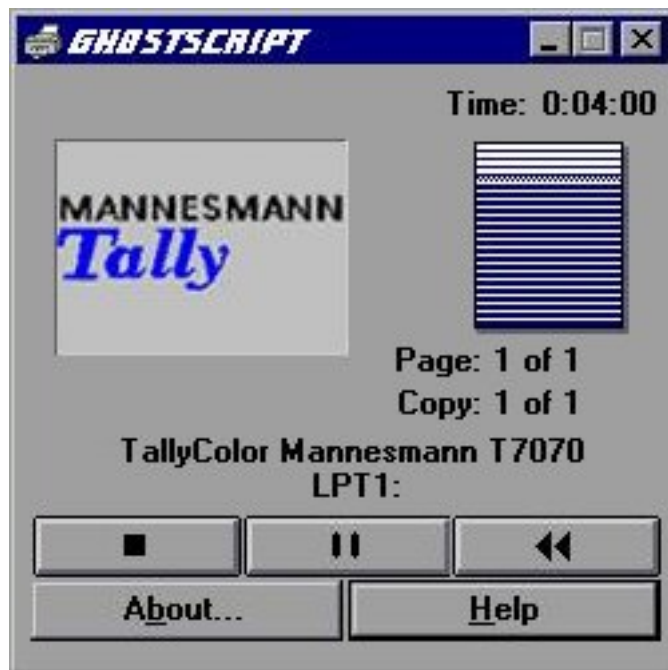 GHOSTSCRIPT
Time: 0:04:00
MANNESMANN
Tally
Page: 1 of 1
Copy: 1 of 1
TallyColor Mannesmann T7070
LPT1:
About...
Help